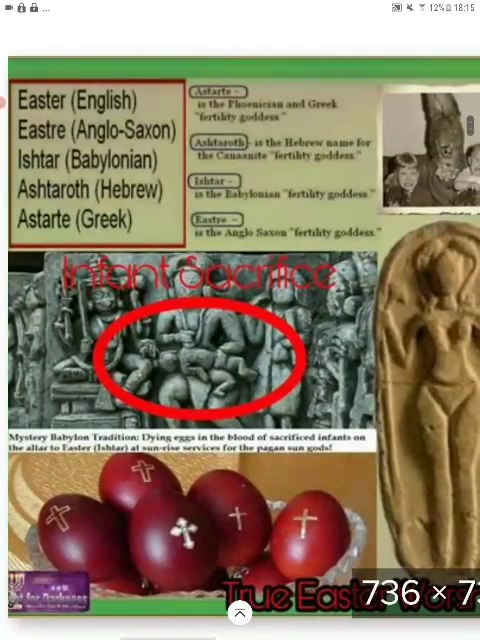 ... 12% 18:15
Easter (English)
Eastre (Anglo-Saxon)
Ishtar (Babylonian)
Ashtaroth (Hebrew)
Astarte (Greek)
Astarte -
is the Phoenician and Greek
"fertility goddess."
Ashtaroth - is the Hebrew name for
the Canaanite "fertility goddess."
Ishtar -
is the Babylonian "fertility goddess."
Eastre -
is the Anglo Saxon "fertility goddess."
Infant Sacrifice
Mystery Babylon Tradition: Dying eggs in the blood of sacrificed infants on
the altar to Easter (Ishtar) at sun-rise services for the pagan sun gods!
for Darkness
True Easter
736 × 73